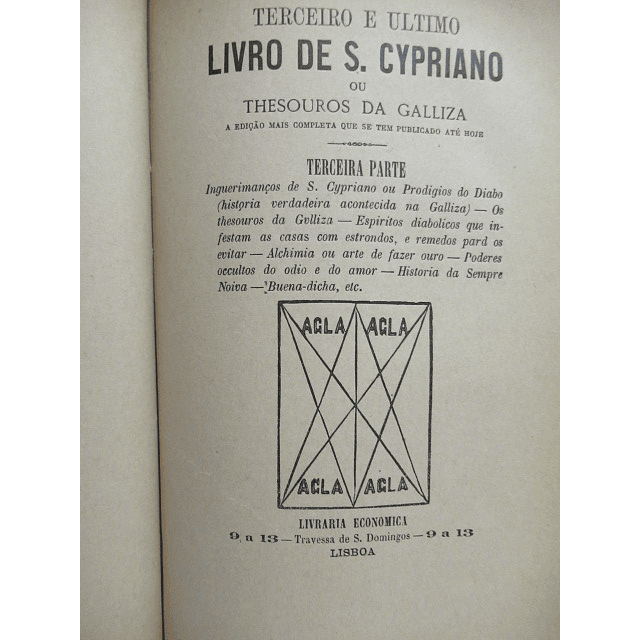 TERCEIRO E ULTIMO
LIVRO DE S. CYPRIANO
OU
THESOUROS DA GALLIZA
A EDIÇÃO MAIS COMPLETA QUE SE TEM PUBLICADO ATÉ HOJE
TERCEIRA PARTE
Inguerimanços de S. Cypriano ou Prodigios do Diabo
(historia verdadeira acontecida na Galliza) — Os
thesouros da Gvlliza — Espiritos diabolicos que in-
festam as casas com estrondos, e remedos pard os
evitar — Alchimia ou arte de fazer ouro — Poderes
occultos do odio e do amor — Historia da Sempre
Noiva — Buena-dicha, etc.
AGLA AGLA
AGLA AGLA
LIVRARIA ECONOMICA
9 a 13 — Travessa de S. Domingos — 9 a 13
LISBOA